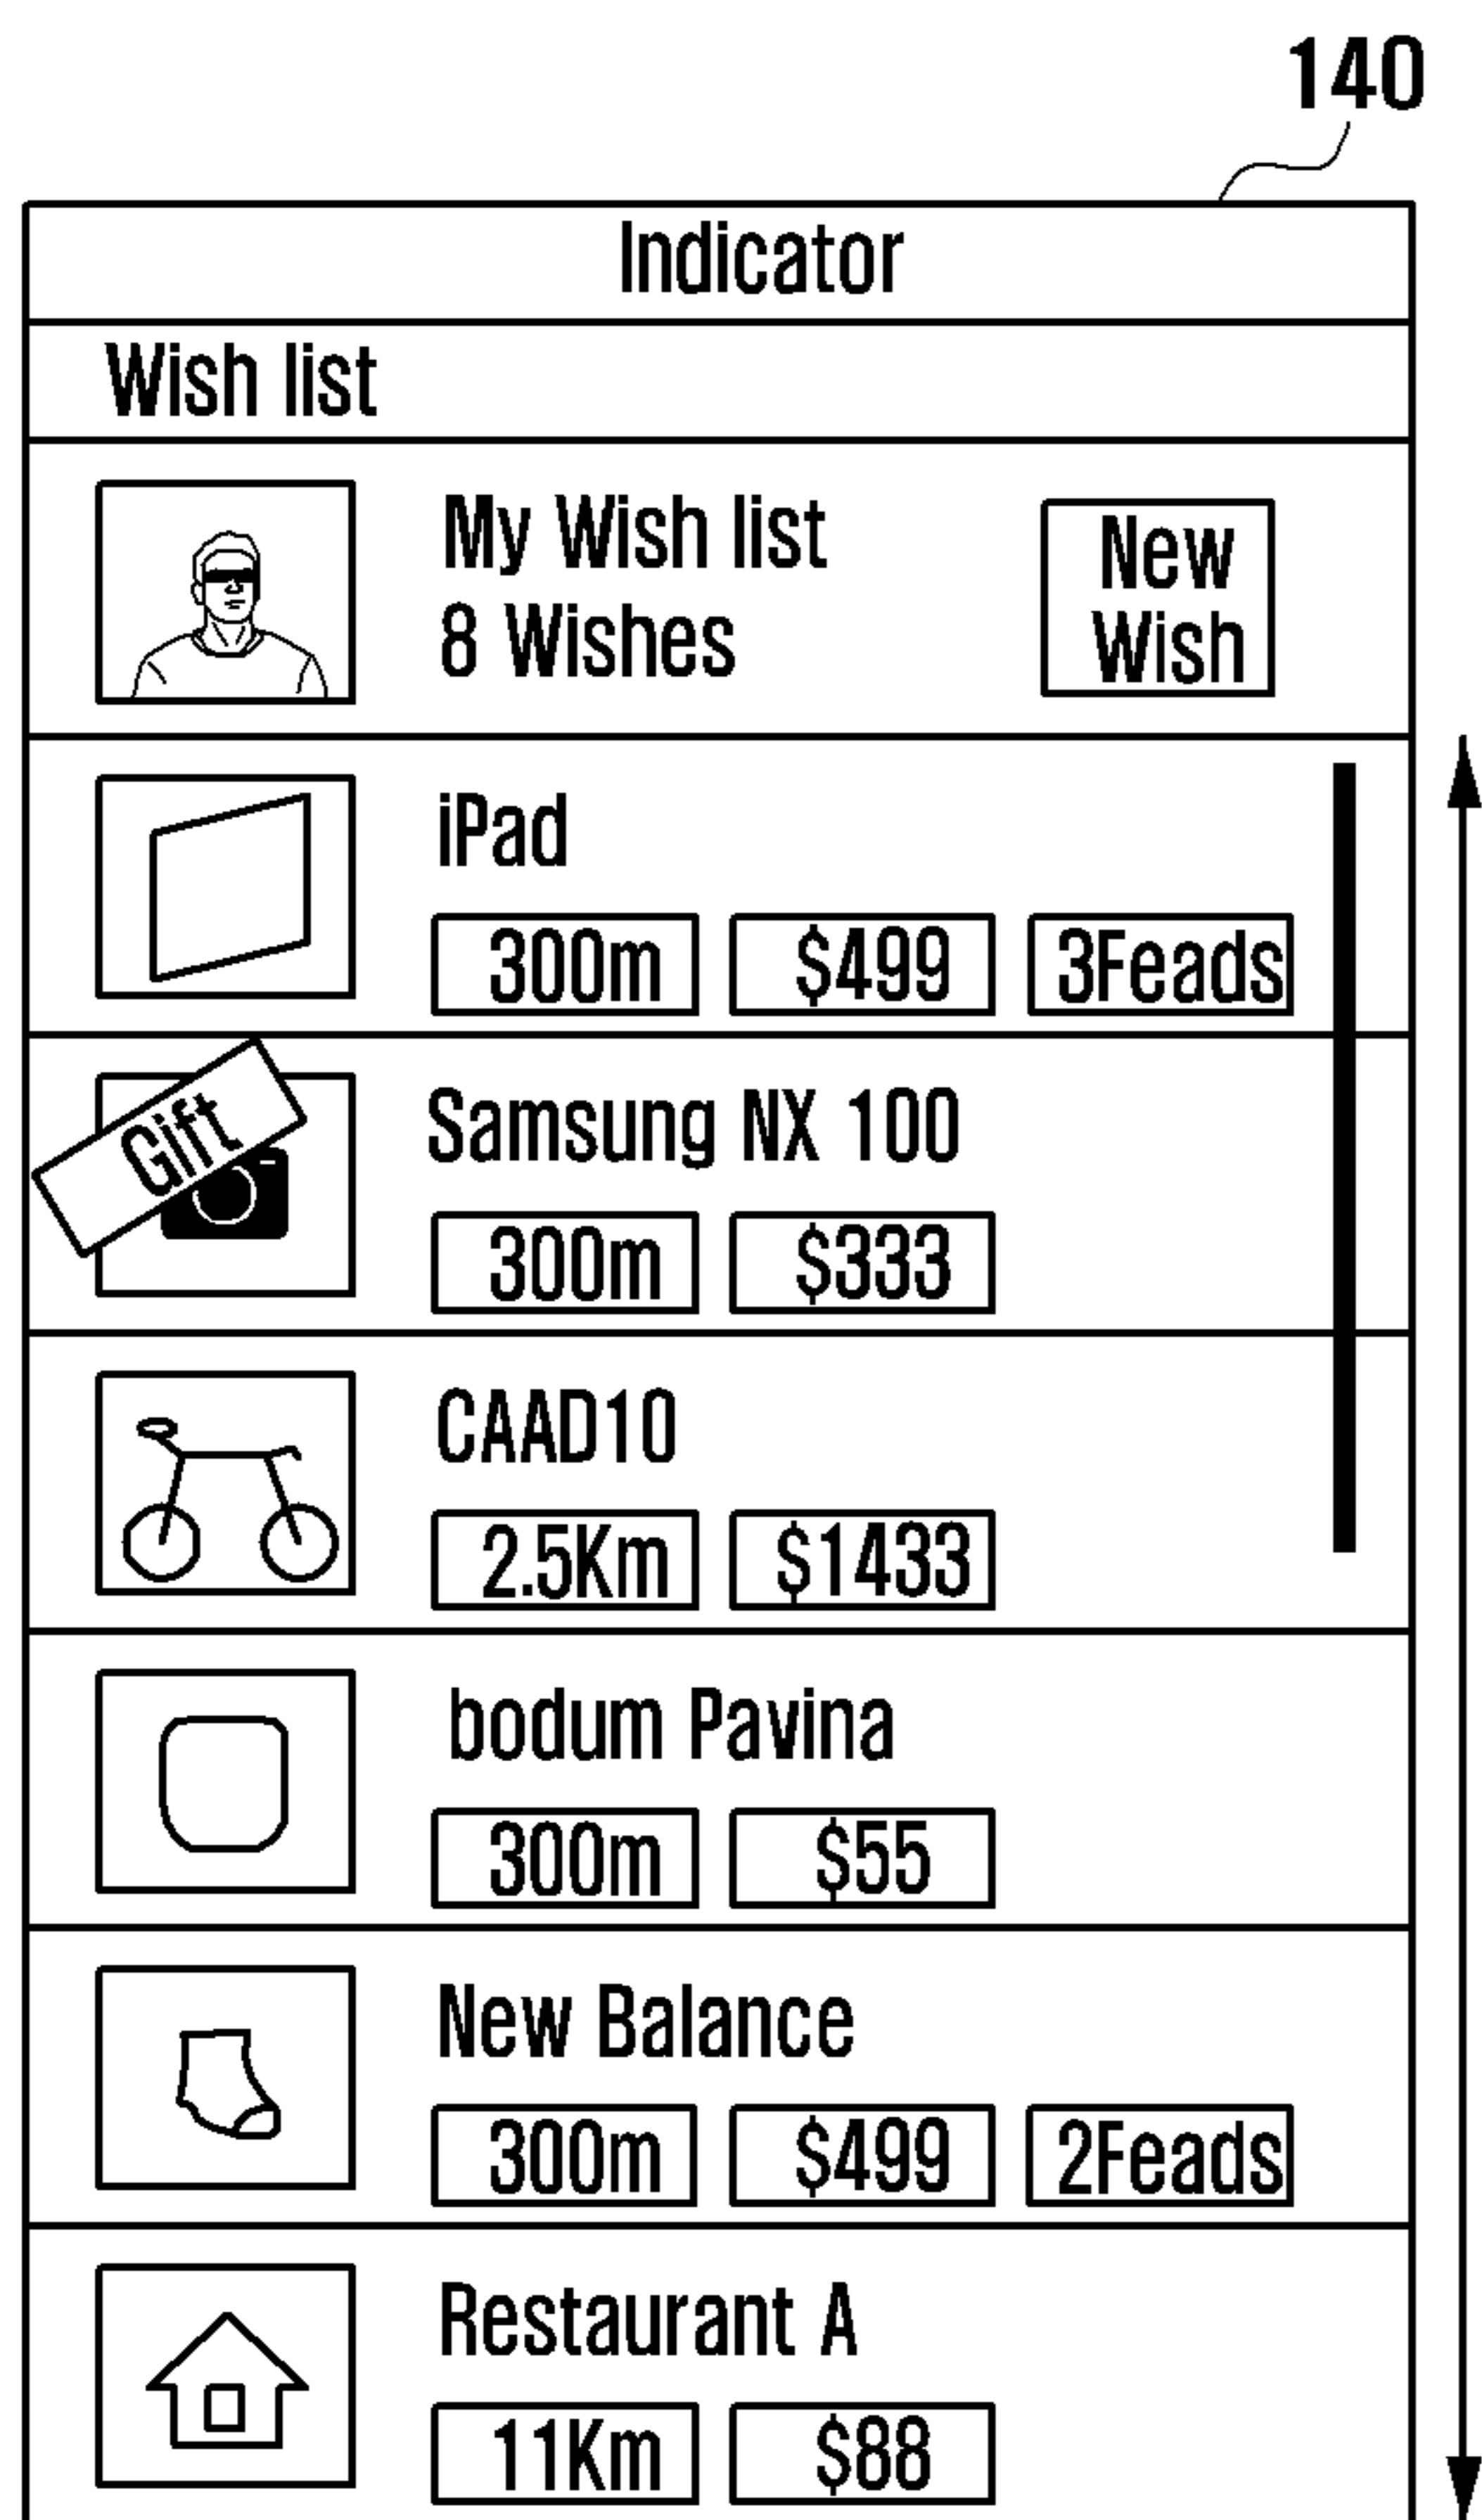 140
Indicator
Wish list
My Wish list
8 Wishes
New
Wish
iPad
300m $499 3Feads
Gift
Samsung NX 100
300m $333
CAAD10
2.5Km $1433
bodum Pavina
300m $55
New Balance
300m $499 2Feads
Restaurant A
11Km $88